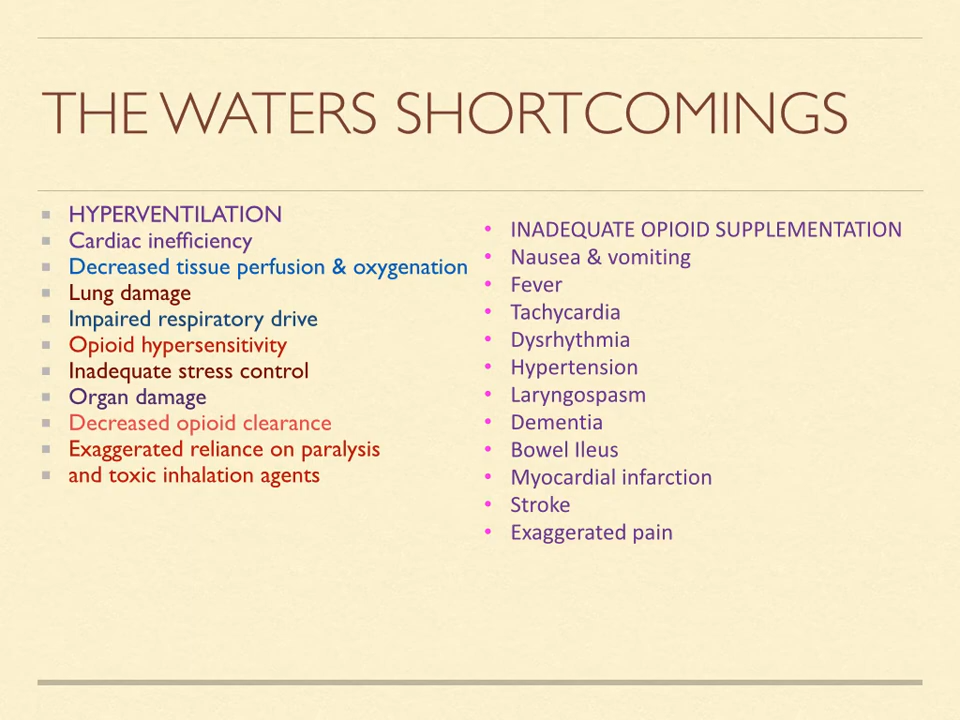 THE WATERS SHORTCOMINGS
HYPERVENTILATION
Cardiac inefficiency
Decreased tissue perfusion & oxygenation
Lung damage
Impaired respiratory drive
Opioid hypersensitivity
Inadequate stress control
Organ damage
Decreased opioid clearance
Exaggerated reliance on paralysis
and toxic inhalation agents
INADEQUATE OPIOID SUPPLEMENTATION
Nausea & vomiting
Fever
Tachycardia
Dysrhythmia
Hypertension
Laryngospasm
Dementia
Bowel Ileus
Myocardial infarction
Stroke
Exaggerated pain